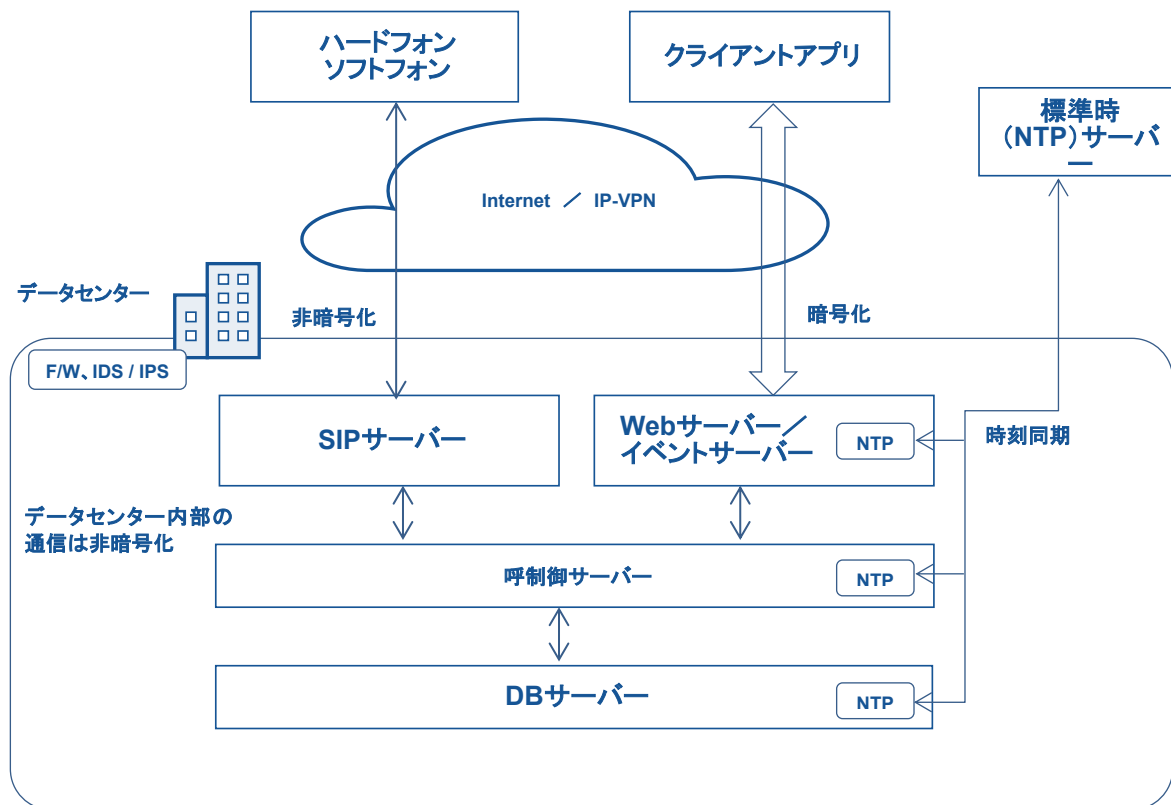 ハードフォン
ソフトフォン
クライアントアプリ
標準時
（NTP）サーバ
ー
Internet ／ IP-VPN
データセンター
非暗号化
暗号化
F/W、IDS / IPS
SIPサーバー
Webサーバー／
イベントサーバー
NTP
時刻同期
データセンター内部の
通信は非暗号化
呼制御サーバー
NTP
DBサーバー
NTP